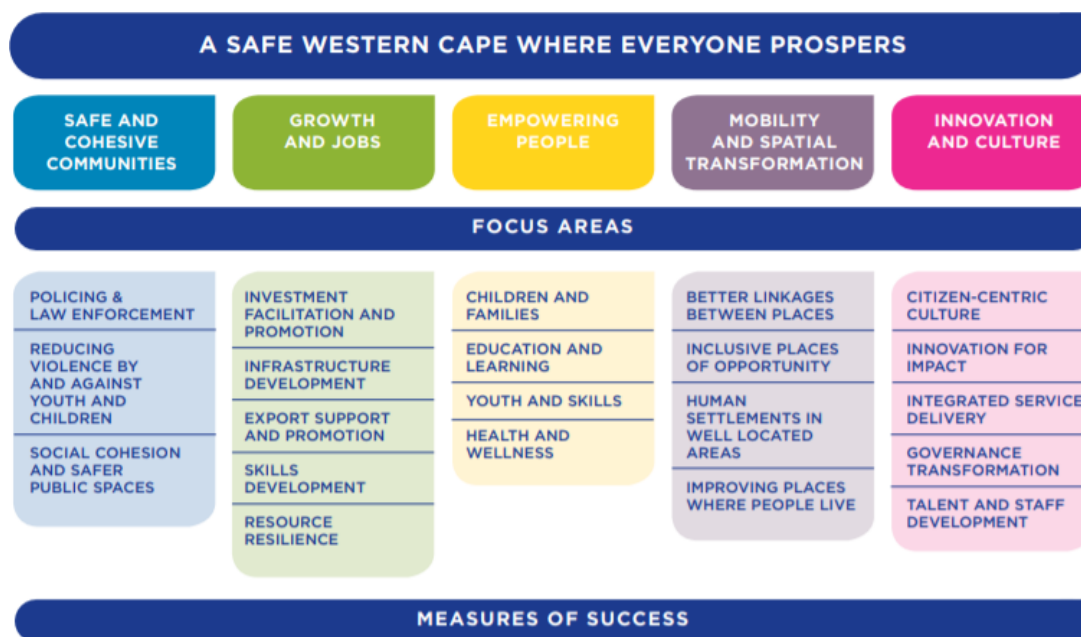 A SAFE WESTERN CAPE WHERE EVERYONE PROSPERS
SAFE AND
COHESIVE
COMMUNITIES
GROWTH
AND JOBS
EMPOWERING
PEOPLE
MOBILITY
AND SPATIAL
TRANSFORMATION
INNOVATION
AND CULTURE
FOCUS AREAS
POLICING &
LAW ENFORCEMENT
REDUCING
VIOLENCE BY
AND AGAINST
YOUTH AND
CHILDREN
SOCIAL COHESION
AND SAFER
PUBLIC SPACES
INVESTMENT
FACILITATION AND
PROMOTION
INFRASTRUCTURE
DEVELOPMENT
EXPORT SUPPORT
AND PROMOTION
SKILLS
DEVELOPMENT
RESOURCE
RESILIENCE
CHILDREN AND
FAMILIES
EDUCATION AND
LEARNING
YOUTH AND SKILLS
HEALTH AND
WELLNESS
BETTER LINKAGES
BETWEEN PLACES
INCLUSIVE PLACES
OF OPPORTUNITY
HUMAN
SETTLEMENTS IN
WELL LOCATED
AREAS
IMPROVING PLACES
WHERE PEOPLE LIVE
CITIZEN-CENTRIC
CULTURE
INNOVATION FOR
IMPACT
INTEGRATED SERVICE
DELIVERY
GOVERNANCE
TRANSFORMATION
TALENT AND STAFF
DEVELOPMENT
MEASURES OF SUCCESS